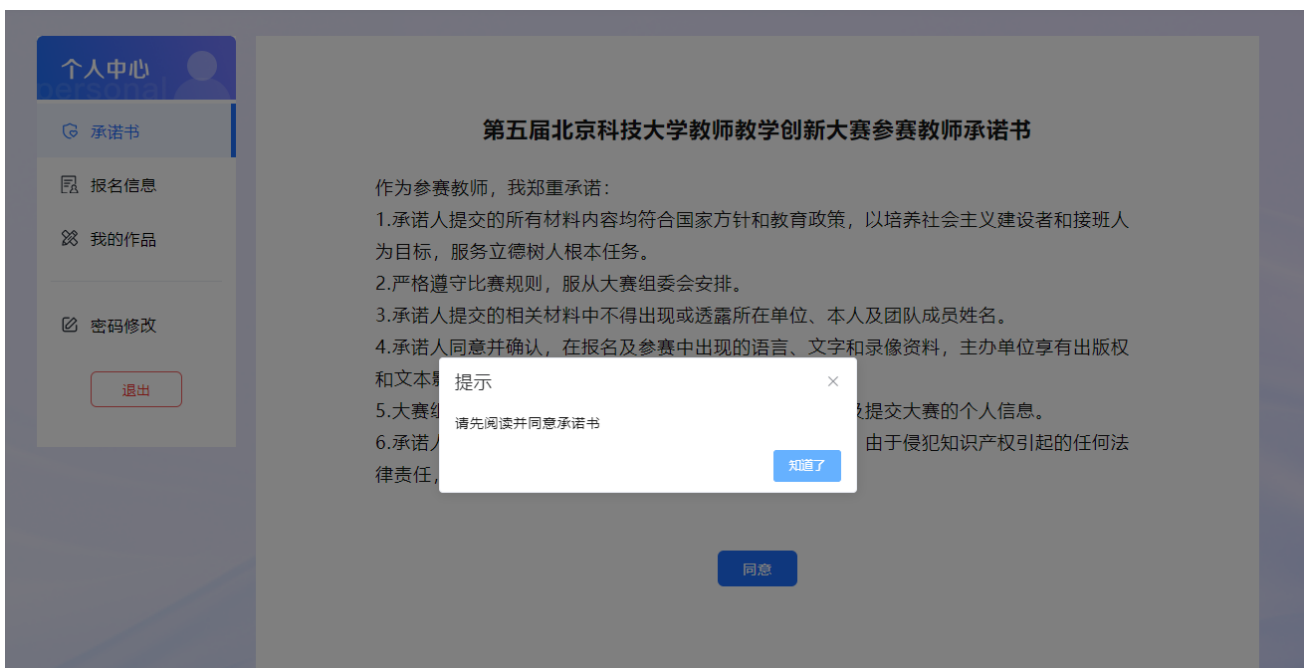 个人中心
personal
承诺书
报名信息
我的作品
密码修改
退出
第五届北京科技大学教师教学创新大赛参赛教师承诺书
作为参赛教师，我郑重承诺：
1.承诺人提交的所有材料内容均符合国家方针和教育政策，以培养社会主义建设者和接班人
为目标，服务立德树人根本任务。
2.严格遵守比赛规则，服从大赛组委会安排。
3.承诺人提交的相关材料中不得出现或透露所在单位、本人及团队成员姓名。
4.承诺人同意并确认，在报名及参赛中出现的语言、文字和录像资料，主办单位享有出版权
和文本
5.大赛 提交大赛的个人信息。
6.承诺 由于侵犯知识产权引起的任何法
律责任，
提示
请先阅读并同意承诺书
知道了
同意